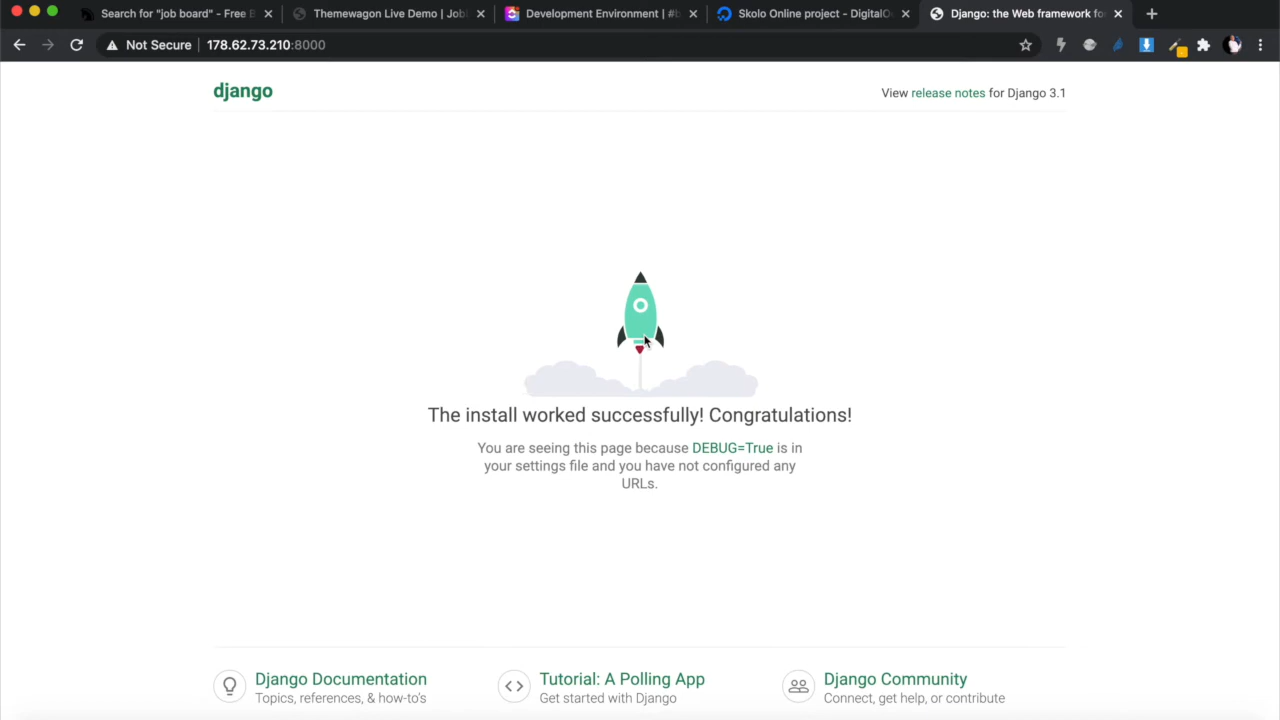 Search for "job board" - Free B
Themewagon Live Demo | Job
Development Environment | #b
Skolo Online project - DigitalO
Django: the Web framework for
Not Secure
178.62.73.210:8000
django
View release notes for Django 3.1
The install worked successfully! Congratulations!
You are seeing this page because DEBUG=True is in
your settings file and you have not configured any
URLs.
Django Documentation
Topics, references, & how-to's
Tutorial: A Polling App
Get started with Django
Django Community
Connect, get help, or contribute